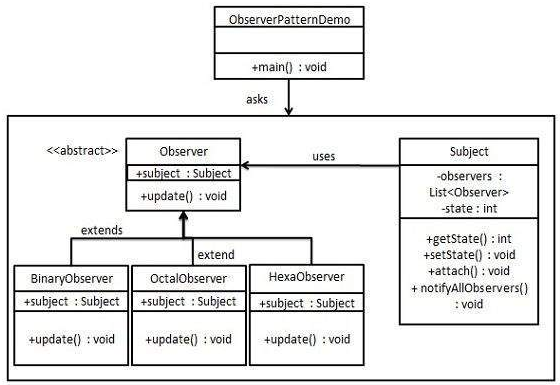 ObserverPatternDemo
+main() : void
asks
<<abstract>>
Observer
+subject : Subject
+update() : void
uses
Subject
-observers :
List<Observer>
-state : int
+getState() : int
+setState() : void
+attach() : void
+ notifyAllObservers()
: void
extends
extend
BinaryObserver
+subject : Subject
+update() : void
OctalObserver
+subject : Subject
+update() : void
HexaObserver
+subject : Subject
+update() : void